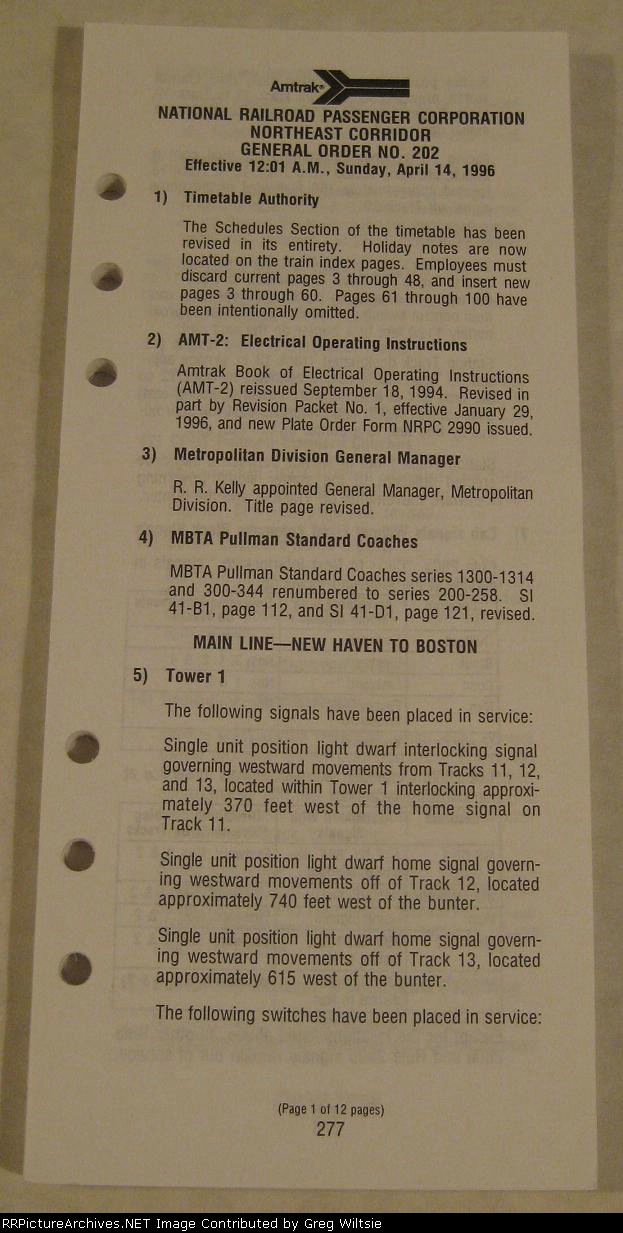 Amtrak®
NATIONAL RAILROAD PASSENGER CORPORATION
NORTHEAST CORRIDOR
GENERAL ORDER NO. 202
Effective 12:01 A.M., Sunday, April 14, 1996
1) Timetable Authority
The Schedules Section of the timetable has been
revised in its entirety. Holiday notes are now
located on the train index pages. Employees must
discard current pages 3 through 48, and insert new
pages 3 through 60. Pages 61 through 100 have
been intentionally omitted.
2) AMT-2: Electrical Operating Instructions
Amtrak Book of Electrical Operating Instructions
(AMT-2) reissued September 18, 1994. Revised in
part by Revision Packet No. 1, effective January 29,
1996, and new Plate Order Form NRPC 2990 issued.
3) Metropolitan Division General Manager
R. R. Kelly appointed General Manager, Metropolitan
Division. Title page revised.
4) MBTA Pullman Standard Coaches
MBTA Pullman Standard Coaches series 1300-1314
and 300-344 renumbered to series 200-258. SI
41-B1, page 112, and SI 41-D1, page 121, revised.
MAIN LINE—NEW HAVEN TO BOSTON
5) Tower 1
The following signals have been placed in service:
Single unit position light dwarf interlocking signal
governing westward movements from Tracks 11, 12,
and 13, located within Tower 1 interlocking approxi-
mately 370 feet west of the home signal on
Track 11.
Single unit position light dwarf home signal govern-
ing westward movements off of Track 12, located
approximately 740 feet west of the bunter.
Single unit position light dwarf home signal govern-
ing westward movements off of Track 13, located
approximately 615 west of the bunter.
The following switches have been placed in service:
(Page 1 of 12 pages)
277
RRPictureArchives.NET Image Contributed by Greg Wiltsie